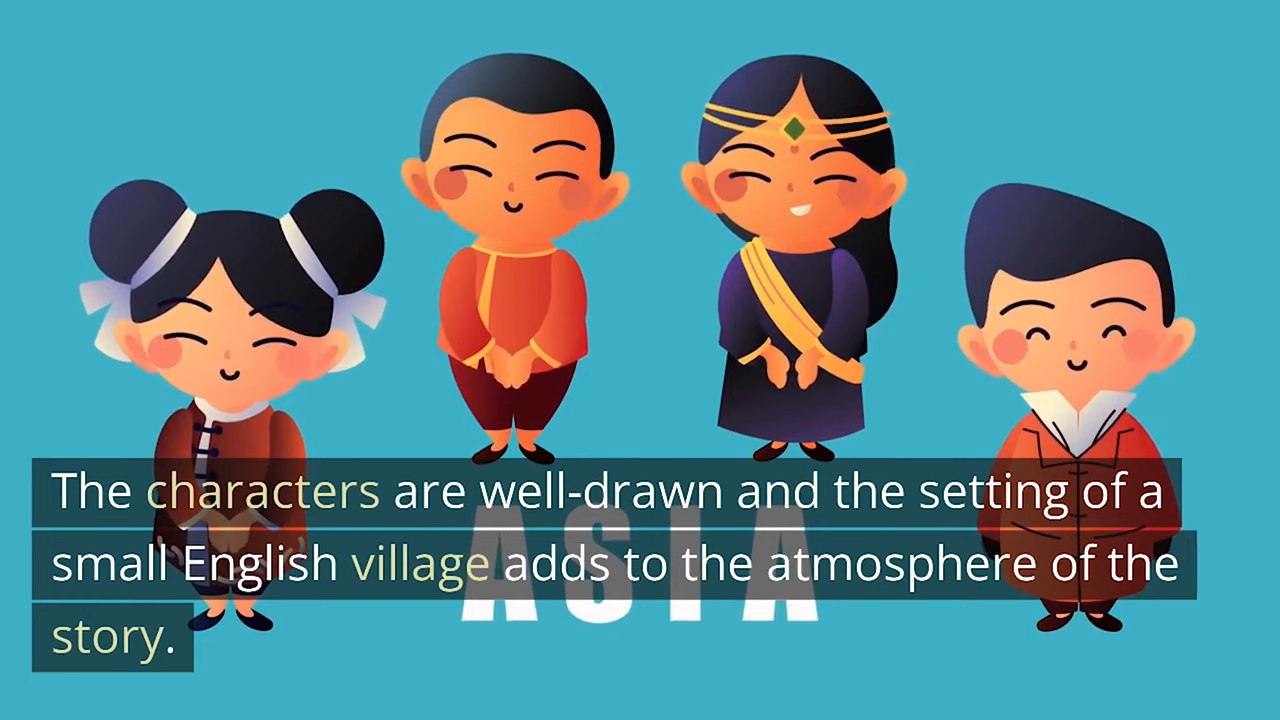 The characters are well-drawn and the setting of a
small English village adds to the atmosphere of the
story.
ASIA